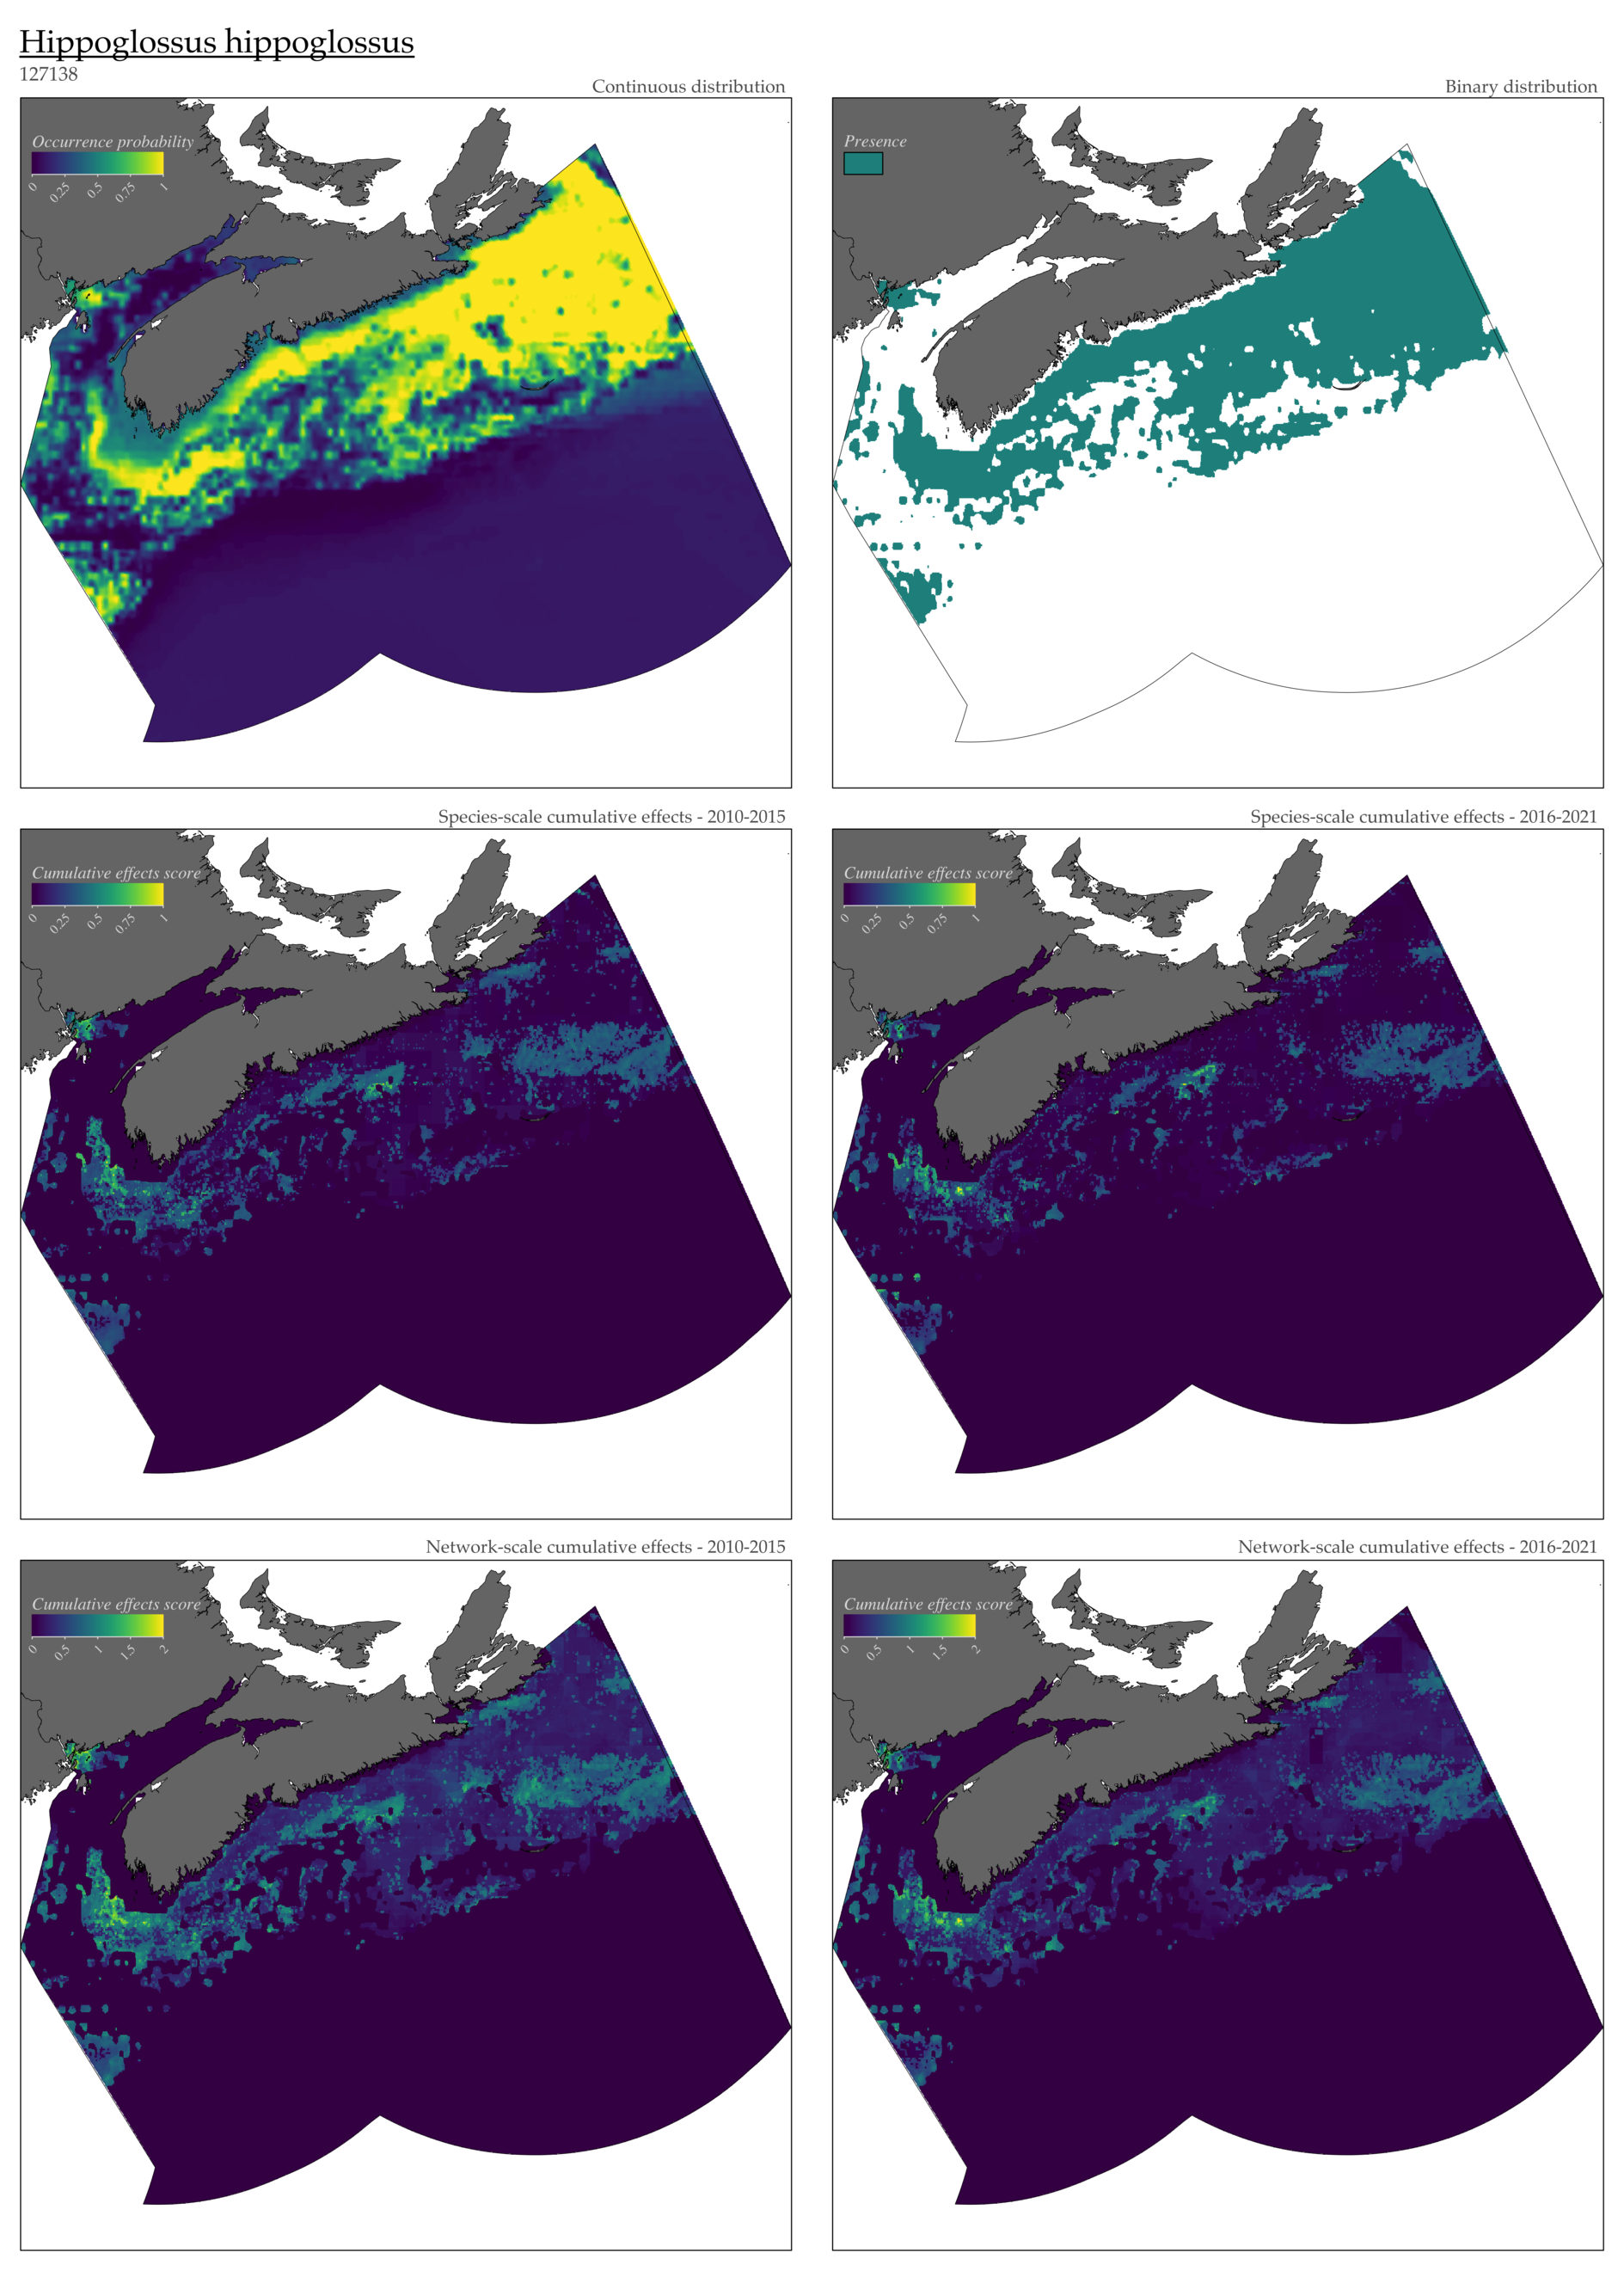 Hippoglossus hippoglossus
127138
Continuous distribution
Occurrence probability
0 0.25 0.5 0.75 1
Binary distribution
Presence
Species-scale cumulative effects - 2010-2015
Cumulative effects score
0 0.25 0.5 0.75 1
Species-scale cumulative effects - 2016-2021
Cumulative effects score
0 0.25 0.5 0.75 1
Network-scale cumulative effects - 2010-2015
Cumulative effects score
0 0.5 1 1.5 2
Network-scale cumulative effects - 2016-2021
Cumulative effects score
0 0.5 1 1.5 2